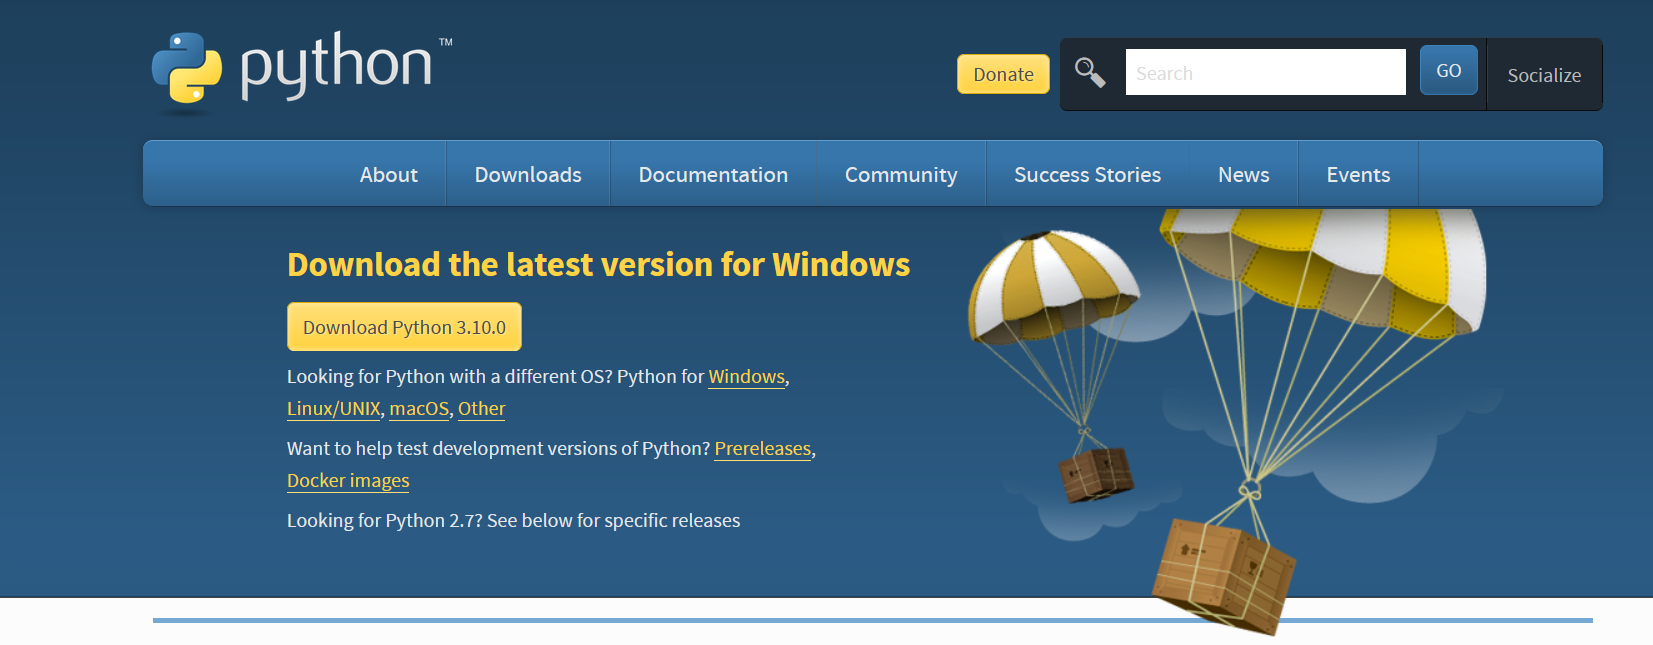 python™
Donate
Search
GO
Socialize
About
Downloads
Documentation
Community
Success Stories
News
Events
Download the latest version for Windows
Download Python 3.10.0
Looking for Python with a different OS? Python for Windows,
Linux/UNIX, macOS, Other
Want to help test development versions of Python? Prereleases,
Docker images
Looking for Python 2.7? See below for specific releases